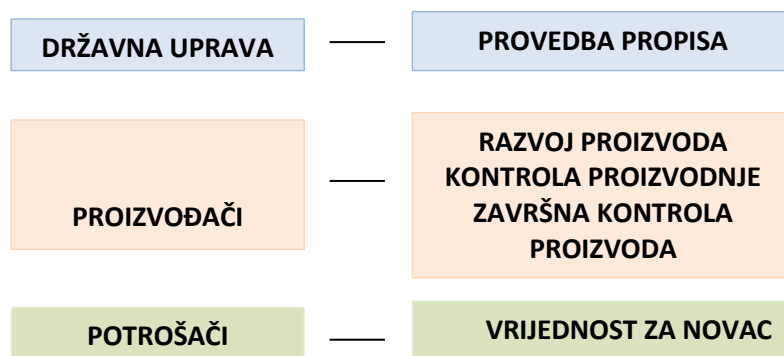 DRŽAVNA UPRAVA
PROVEDBA PROPISA
PROIZVOĐAČI
RAZVOJ PROIZVODA
KONTROLA PROIZVODNJE
ZAVRŠNA KONTROLA
PROIZVODA
POTROŠAČI
VRIJEDNOST ZA NOVAC